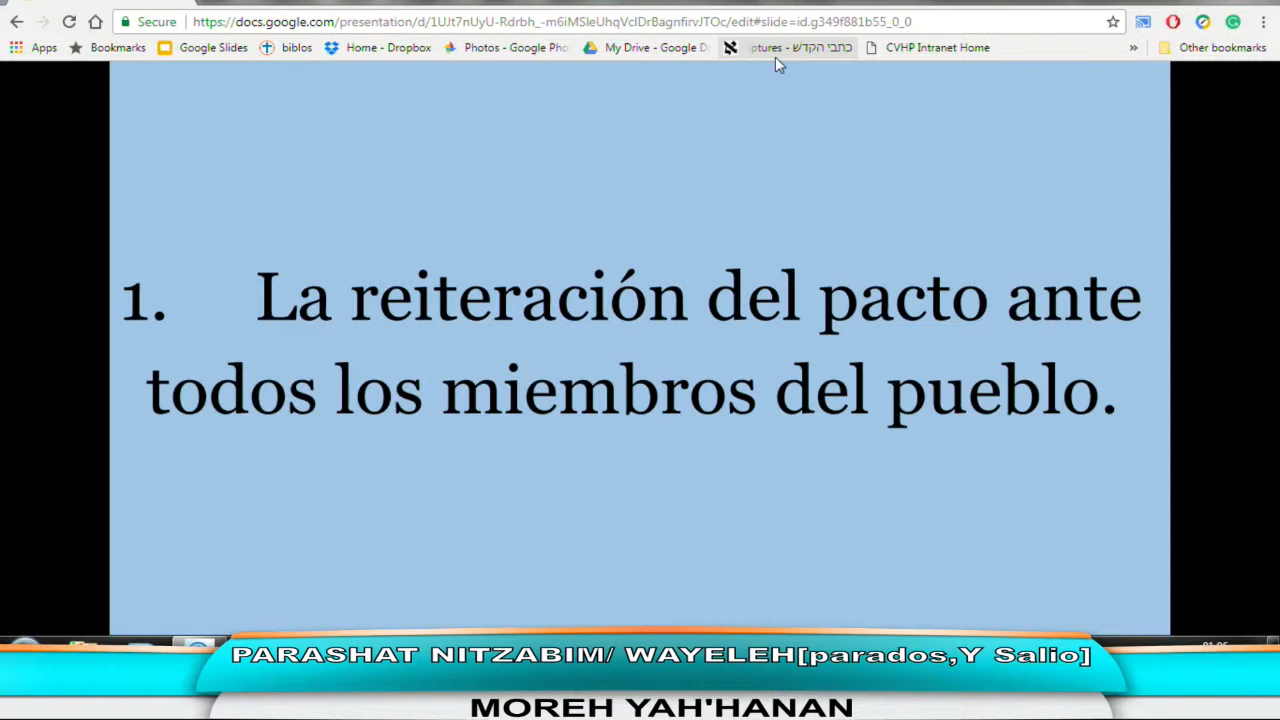 Secure https://docs.google.com/presentation/d/1UJt7nUyU-Rdrbh_-m6iMSleUhqVclDrBagnfirvJTOc/edit#slide=id.g349f881b55_0_0
Apps Bookmarks Google Slides biblos Home - Dropbox Photos - Google Pho My Drive - Google D ptures - כתבי הקדש CVHP Intranet Home » Other bookmarks
1. La reiteración del pacto ante
todos los miembros del pueblo.
PARASHAT NITZABIM/ WAYELEH[parados,Y Salio]
MOREH YAH'HANAN